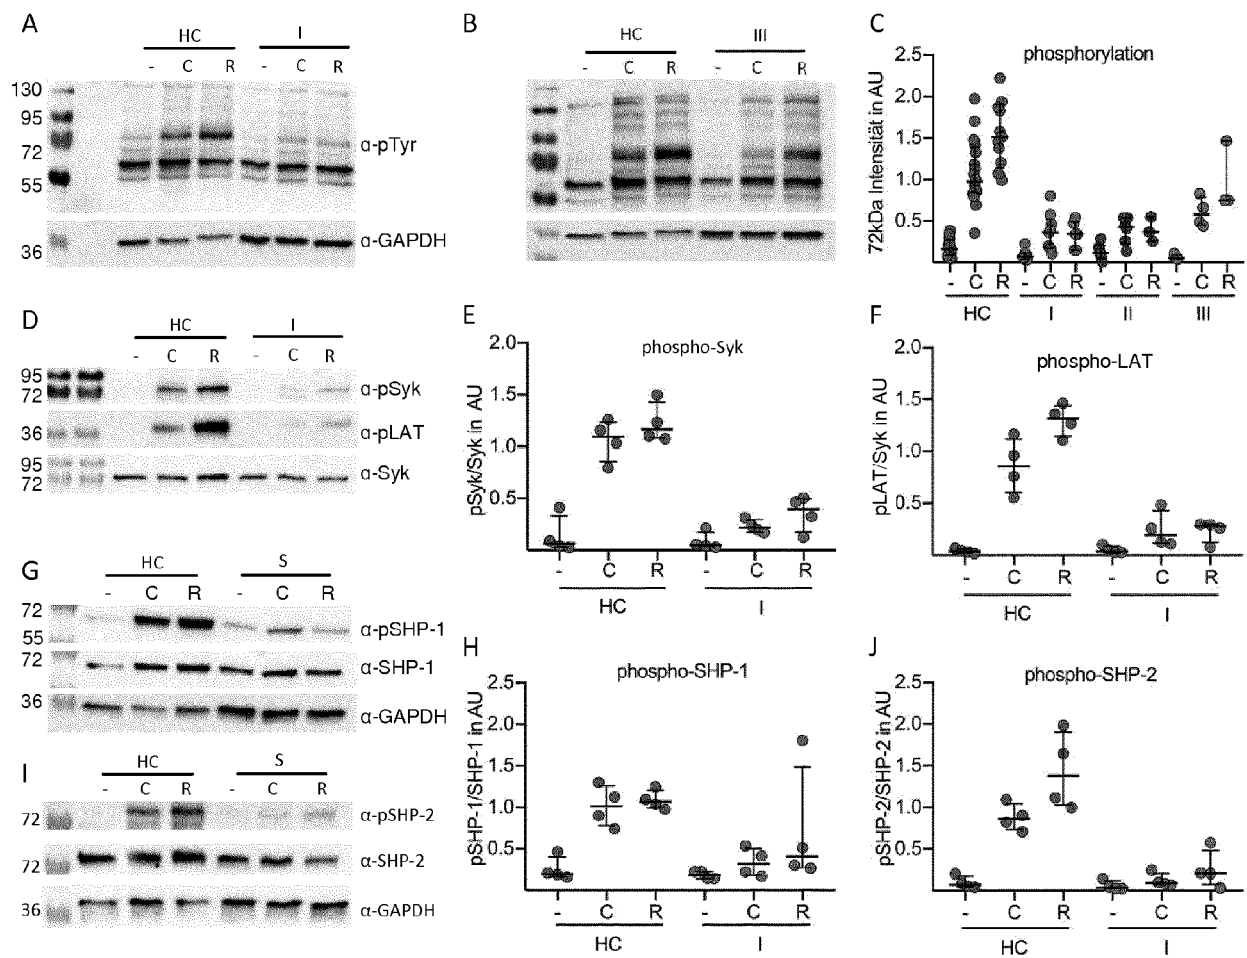 A
HC
I
-
C
R
-
C
R
130
95
72
55
36
α-pTyr
α-GAPDH
B
HC
III
-
C
R
-
C
R
α-pTyr
α-GAPDH
C
phosphorylation
72kDa Intensität in AU
2.5
2.0
1.5
1.0
0.5
- C R - C R - C R - C R
HC I II III
D
HC
I
-
C
R
-
C
R
95
72
36
95
72
α-pSyk
α-pLAT
α-Syk
E
phospho-Syk
pSyk/Syk in AU
2.0
1.5
1.0
0.5
- C R - C R
HC I
F
phospho-LAT
pLAT/Syk in AU
2.0
1.5
1.0
0.5
- C R - C R
HC I
G
HC
S
-
C
R
-
C
R
72
55
72
36
α-pSHP-1
α-SHP-1
α-GAPDH
H
phospho-SHP-1
pSHP-1/SHP-1 in AU
2.5
2.0
1.5
1.0
0.5
- C R - C R
HC I
I
HC
S
-
C
R
-
C
R
72
72
36
α-pSHP-2
α-SHP-2
α-GAPDH
J
phospho-SHP-2
pSHP-2/SHP-2 in AU
2.5
2.0
1.5
1.0
0.5
- C R - C R
HC I